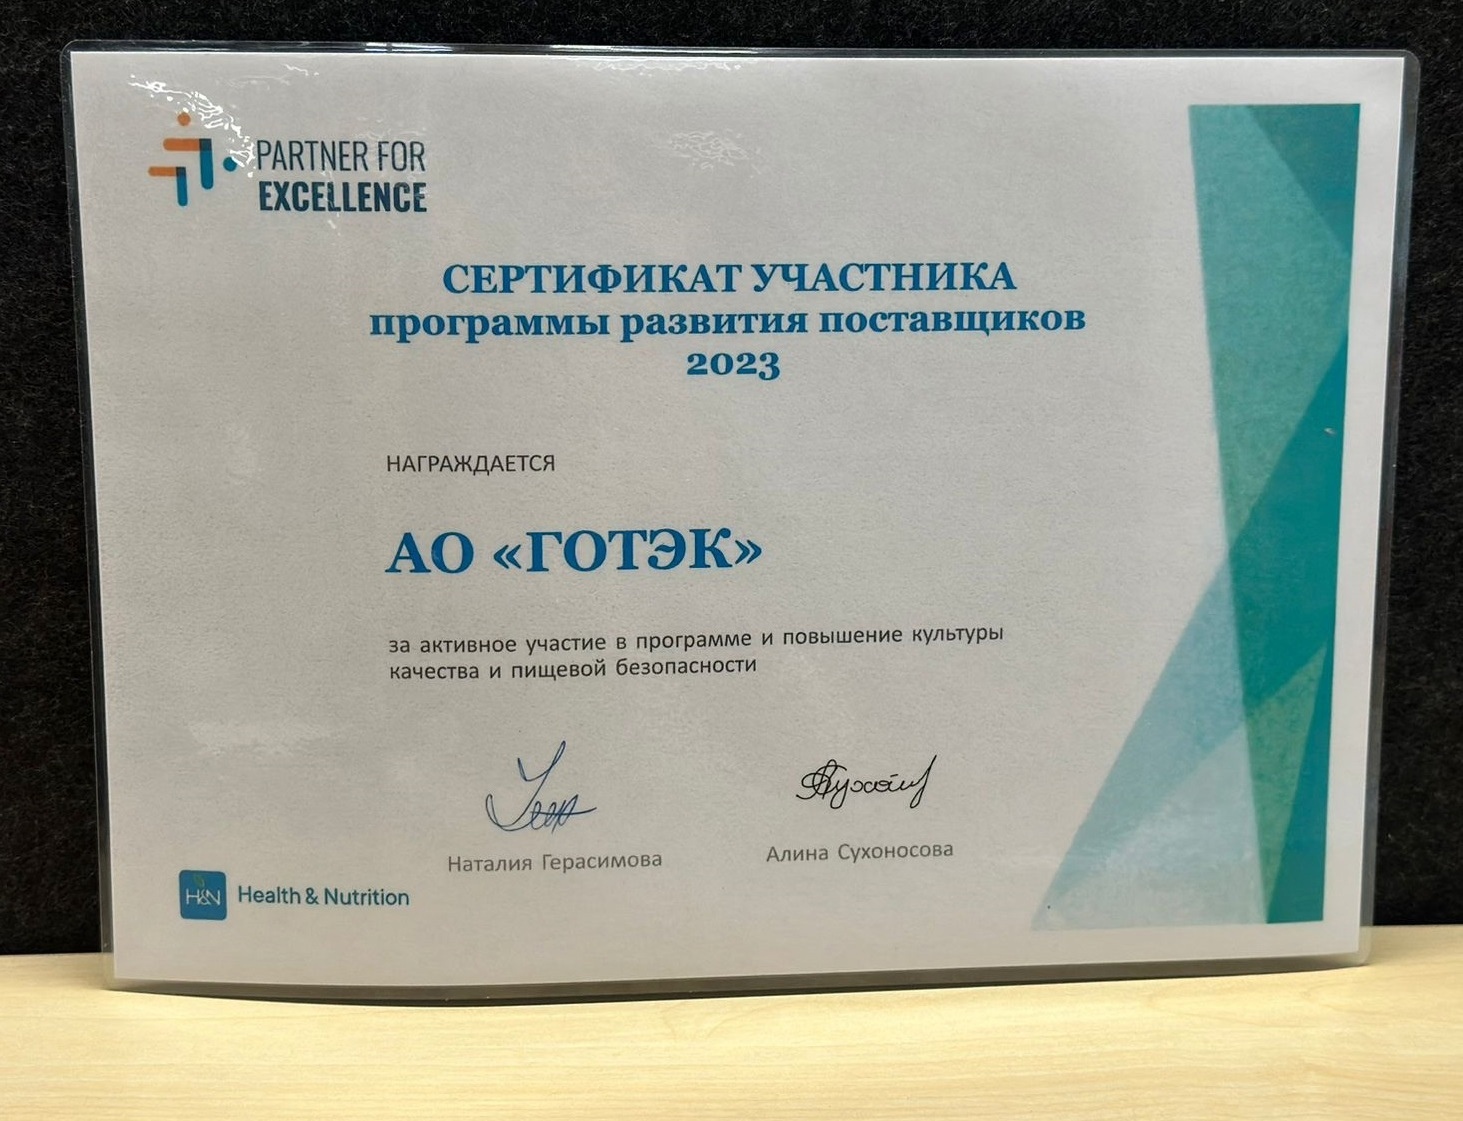 PARTNER FOR
EXCELLENCE
СЕРТИФИКАТ УЧАСТНИКА
программы развития поставщиков
2023
НАГРАЖДАЕТСЯ
АО «ГОТЭК»
за активное участие в программе и повышение культуры
качества и пищевой безопасности
Наталия Герасимова
Алина Сухоносова
H&N Health & Nutrition